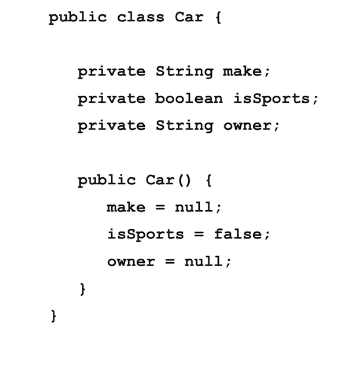 public class Car {
private String make;
private boolean isSports;
private String owner;
public Car() {
make = null;
isSports = false;
owner = null;
}
}